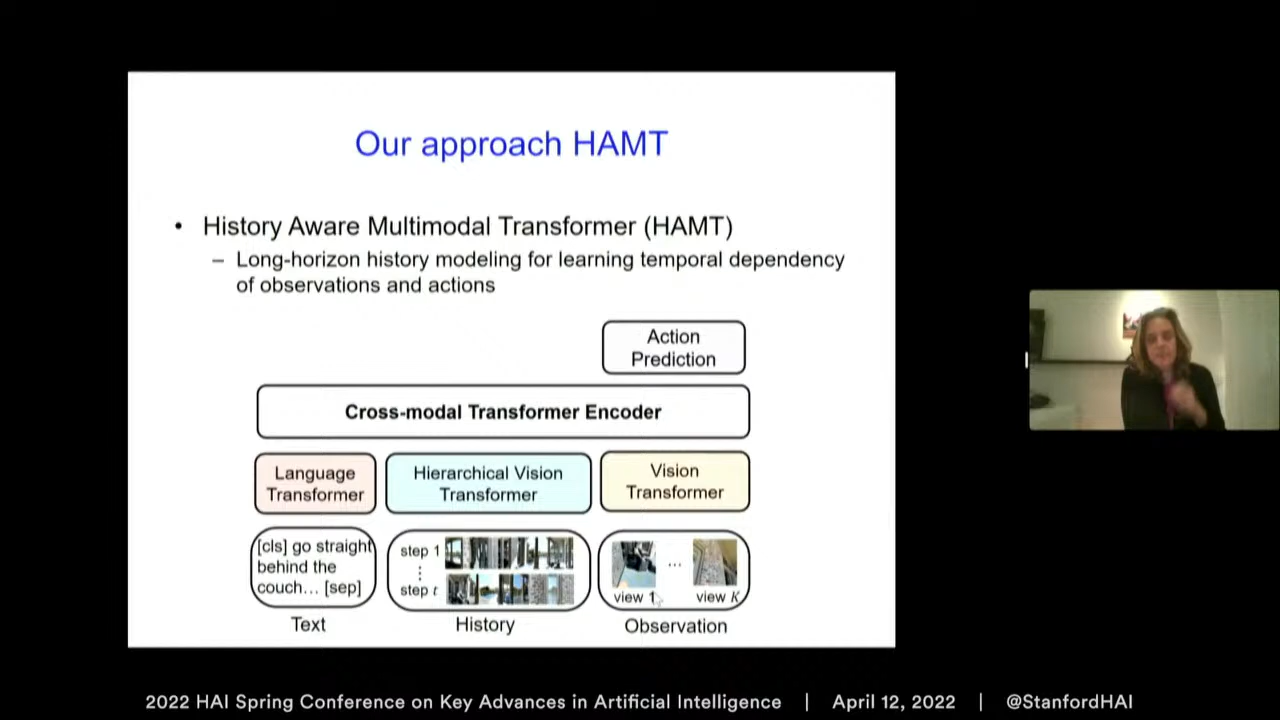 Our approach HAMT
• History Aware Multimodal Transformer (HAMT)
– Long-horizon history modeling for learning temporal dependency
of observations and actions
Action
Prediction
Cross-modal Transformer Encoder
Language
Transformer
Hierarchical Vision
Transformer
Vision
Transformer
[cls] go straight
behind the
couch... [sep]
step 1
⋮
step t
view 1
...
view K
Text
History
Observation
2022 HAI Spring Conference on Key Advances in Artificial Intelligence | April 12, 2022 | @StanfordHAI